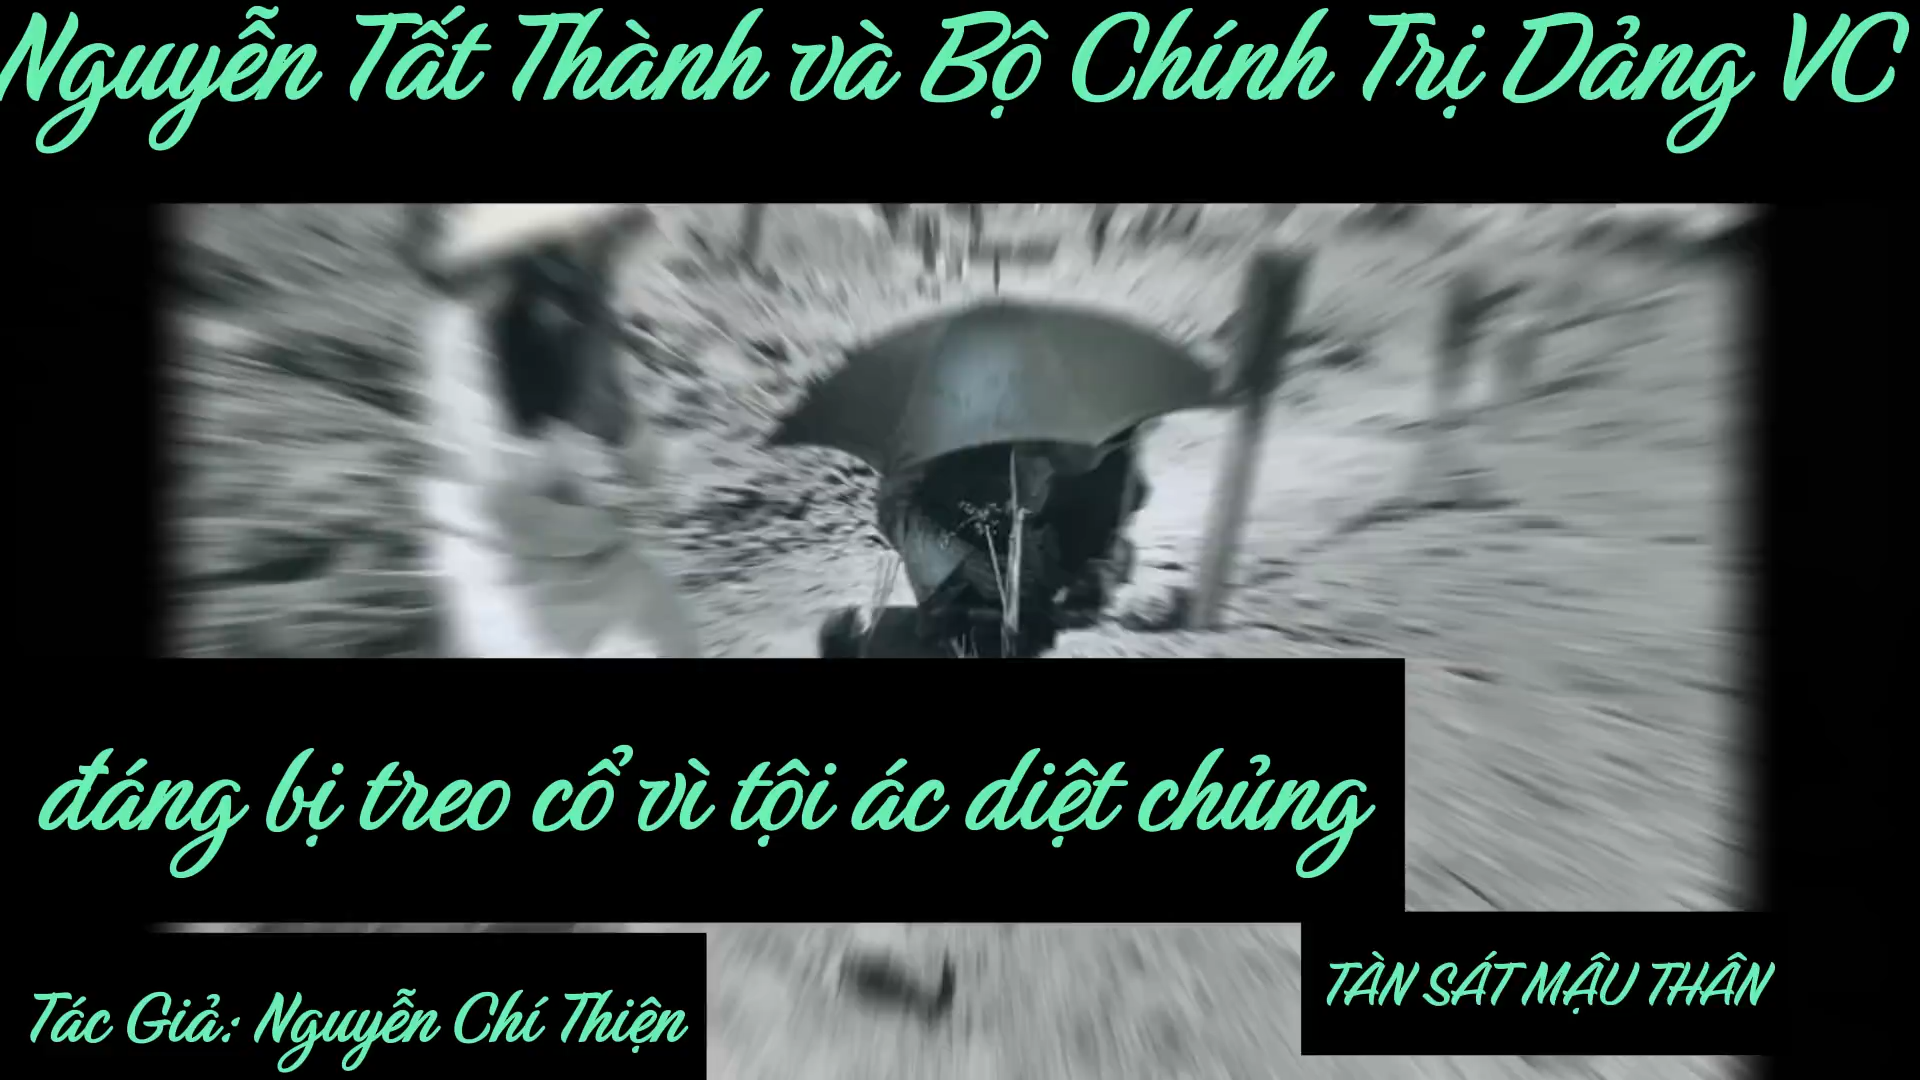 Nguyễn Tất Thành và Bộ Chính Trị Dảng VC
đáng bị treo cổ vì tội ác diệt chủng
Tác Giả: Nguyễn Chí Thiện
TÀN SÁT MẬU THÂN